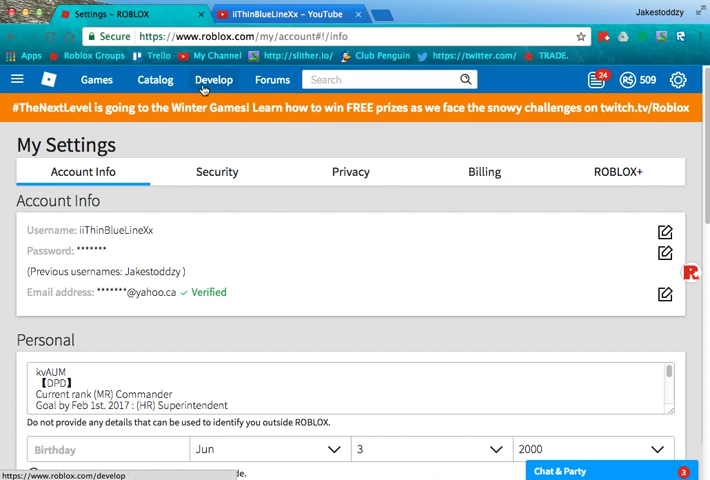 Settings - ROBLOX
iiThinBlueLineXx - YouTube
Jakestoddzy
Secure https://www.roblox.com/my/account#!/info
Apps Roblox Groups Trello My Channel http://slither.io/ Club Penguin https://twitter.com/ TRADE.
Games Catalog Develop Forums Search 24 R$ 509
#TheNextLevel is going to the Winter Games! Learn how to win FREE prizes as we face the snowy challenges on twitch.tv/Roblox
My Settings
Account Info Security Privacy Billing ROBLOX+
Account Info
Username: iiThinBlueLineXx
Password: *******
(Previous usernames: Jakestoddzy )
Email address: *******@yahoo.ca ✓ Verified
Personal
kvAUM
【DPD】
Current rank (MR) Commander
Goal by Feb 1st. 2017 : (HR) Superintendent
Do not provide any details that can be used to identify you outside ROBLOX.
Birthday Jun 3 2000
https://www.roblox.com/develop
Chat & Party 3